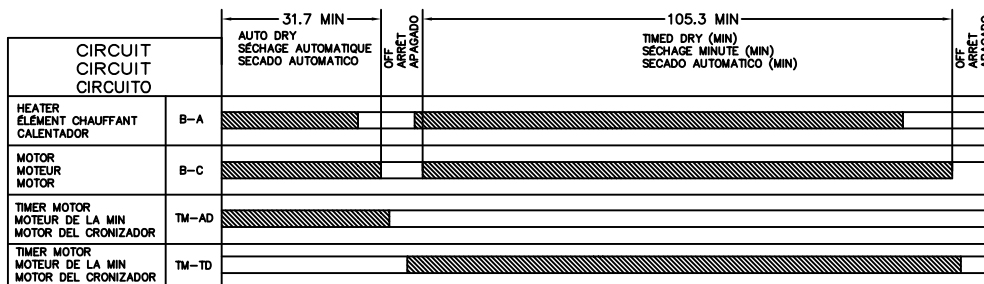 31.7 MIN
105.3 MIN
AUTO DRY
SÉCHAGE AUTOMATIQUE
SECADO AUTOMATICO
OFF
ARRÊT
APAGADO
TIMED DRY (MIN)
SÉCHAGE MINUTE (MIN)
SECADO AUTOMATICO (MIN)
OFF
ARRÊT
APAGADO
CIRCUIT
CIRCUIT
CIRCUITO
HEATER
ÉLÉMENT CHAUFFANT
CALENTADOR
B-A
MOTOR
MOTEUR
MOTOR
B-C
TIMER MOTOR
MOTEUR DE LA MIN
MOTOR DEL CRONIZADOR
TM-AD
TIMER MOTOR
MOTEUR DE LA MIN
MOTOR DEL CRONIZADOR
TM-TD